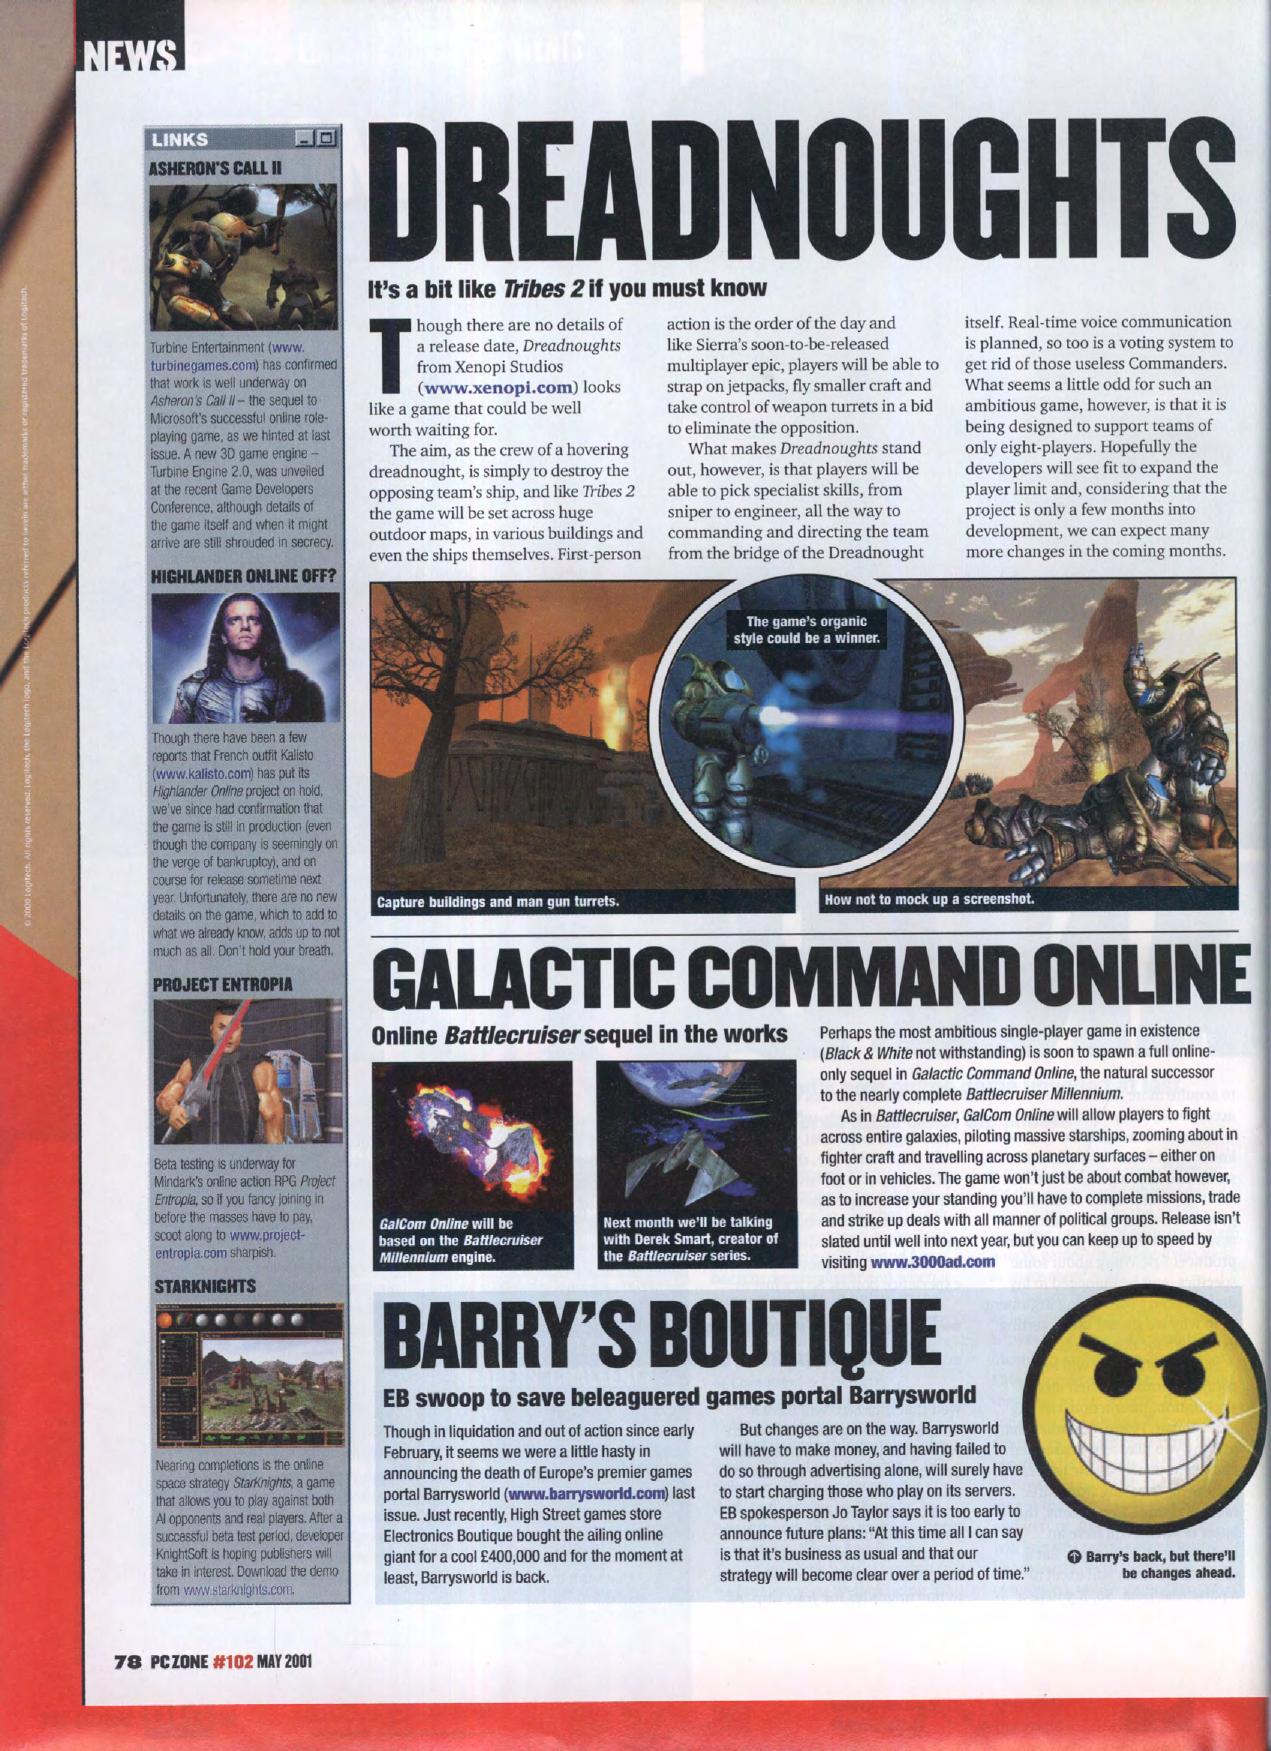 NEWS
LINKS
ASHERON'S CALL II
Turbine Entertainment (www.
turbinegames.com) has confirmed
that work is well underway on
Asheron's Call II – the sequel to
Microsoft's successful online role-
playing game, as we hinted at last
issue. A new 3D game engine –
Turbine Engine 2.0, was unveiled
at the recent Game Developers
Conference, although details of
the game itself and when it might
arrive are still shrouded in secrecy.
HIGHLANDER ONLINE OFF?
Though there have been a few
reports that French outfit Kalisto
(www.kalisto.com) has put its
Highlander Online project on hold,
we've since had confirmation that
the game is still in production (even
though the company is seemingly on
the verge of bankruptcy), and on
course for release sometime next
year. Unfortunately, there are no new
details on the game, which to add to
what we already know, adds up to not
much as all. Don't hold your breath.
PROJECT ENTROPIA
Beta testing is underway for
Mindark's online action RPG Project
Entropia, so if you fancy joining in
before the masses have to pay,
scoot along to www.project-
entropia.com sharpish.
STARKNIGHTS
Nearing completions is the online
space strategy StarKnights, a game
that allows you to play against both
AI opponents and real players. After a
successful beta test period, developer
KnightSoft is hoping publishers will
take in interest. Download the demo
from www.starknights.com.
DREADNOUGHTS
It's a bit like Tribes 2 if you must know
Though there are no details of
a release date, Dreadnoughts
from Xenopi Studios
(www.xenopi.com) looks
like a game that could be well
worth waiting for.
The aim, as the crew of a hovering
dreadnought, is simply to destroy the
opposing team's ship, and like Tribes 2
the game will be set across huge
outdoor maps, in various buildings and
even the ships themselves. First-person
action is the order of the day and
like Sierra's soon-to-be-released
multiplayer epic, players will be able to
strap on jetpacks, fly smaller craft and
take control of weapon turrets in a bid
to eliminate the opposition.
What makes Dreadnoughts stand
out, however, is that players will be
able to pick specialist skills, from
sniper to engineer, all the way to
commanding and directing the team
from the bridge of the Dreadnought
itself. Real-time voice communication
is planned, so too is a voting system to
get rid of those useless Commanders.
What seems a little odd for such an
ambitious game, however, is that it is
being designed to support teams of
only eight-players. Hopefully the
developers will see fit to expand the
player limit and, considering that the
project is only a few months into
development, we can expect many
more changes in the coming months.
The game's organic
style could be a winner.
Capture buildings and man gun turrets.
How not to mock up a screenshot.
GALACTIC COMMAND ONLINE
Online Battlecruiser sequel in the works
GalCom Online will be
based on the Battlecruiser
Millennium engine.
Next month we'll be talking
with Derek Smart, creator of
the Battlecruiser series.
Perhaps the most ambitious single-player game in existence
(Black & White not withstanding) is soon to spawn a full online-
only sequel in Galactic Command Online, the natural successor
to the nearly complete Battlecruiser Millennium.
As in Battlecruiser, GalCom Online will allow players to fight
across entire galaxies, piloting massive starships, zooming about in
fighter craft and travelling across planetary surfaces – either on
foot or in vehicles. The game won't just be about combat however,
as to increase your standing you'll have to complete missions, trade
and strike up deals with all manner of political groups. Release isn't
slated until well into next year, but you can keep up to speed by
visiting www.3000ad.com
BARRY'S BOUTIQUE
EB swoop to save beleaguered games portal Barrysworld
Though in liquidation and out of action since early
February, it seems we were a little hasty in
announcing the death of Europe's premier games
portal Barrysworld (www.barrysworld.com) last
issue. Just recently, High Street games store
Electronics Boutique bought the ailing online
giant for a cool £400,000 and for the moment at
least, Barrysworld is back.
But changes are on the way. Barrysworld
will have to make money, and having failed to
do so through advertising alone, will surely have
to start charging those who play on its servers.
EB spokesperson Jo Taylor says it is too early to
announce future plans: "At this time all I can say
is that it's business as usual and that our
strategy will become clear over a period of time."
Barry's back, but there'll
be changes ahead.
78 PCZONE #102 MAY 2001
© 2000 Logitech. All rights reserved. Logitech, the Logitech logo, and the Logitech products referred to herein are either trademarks or registered trademarks of Logitech.